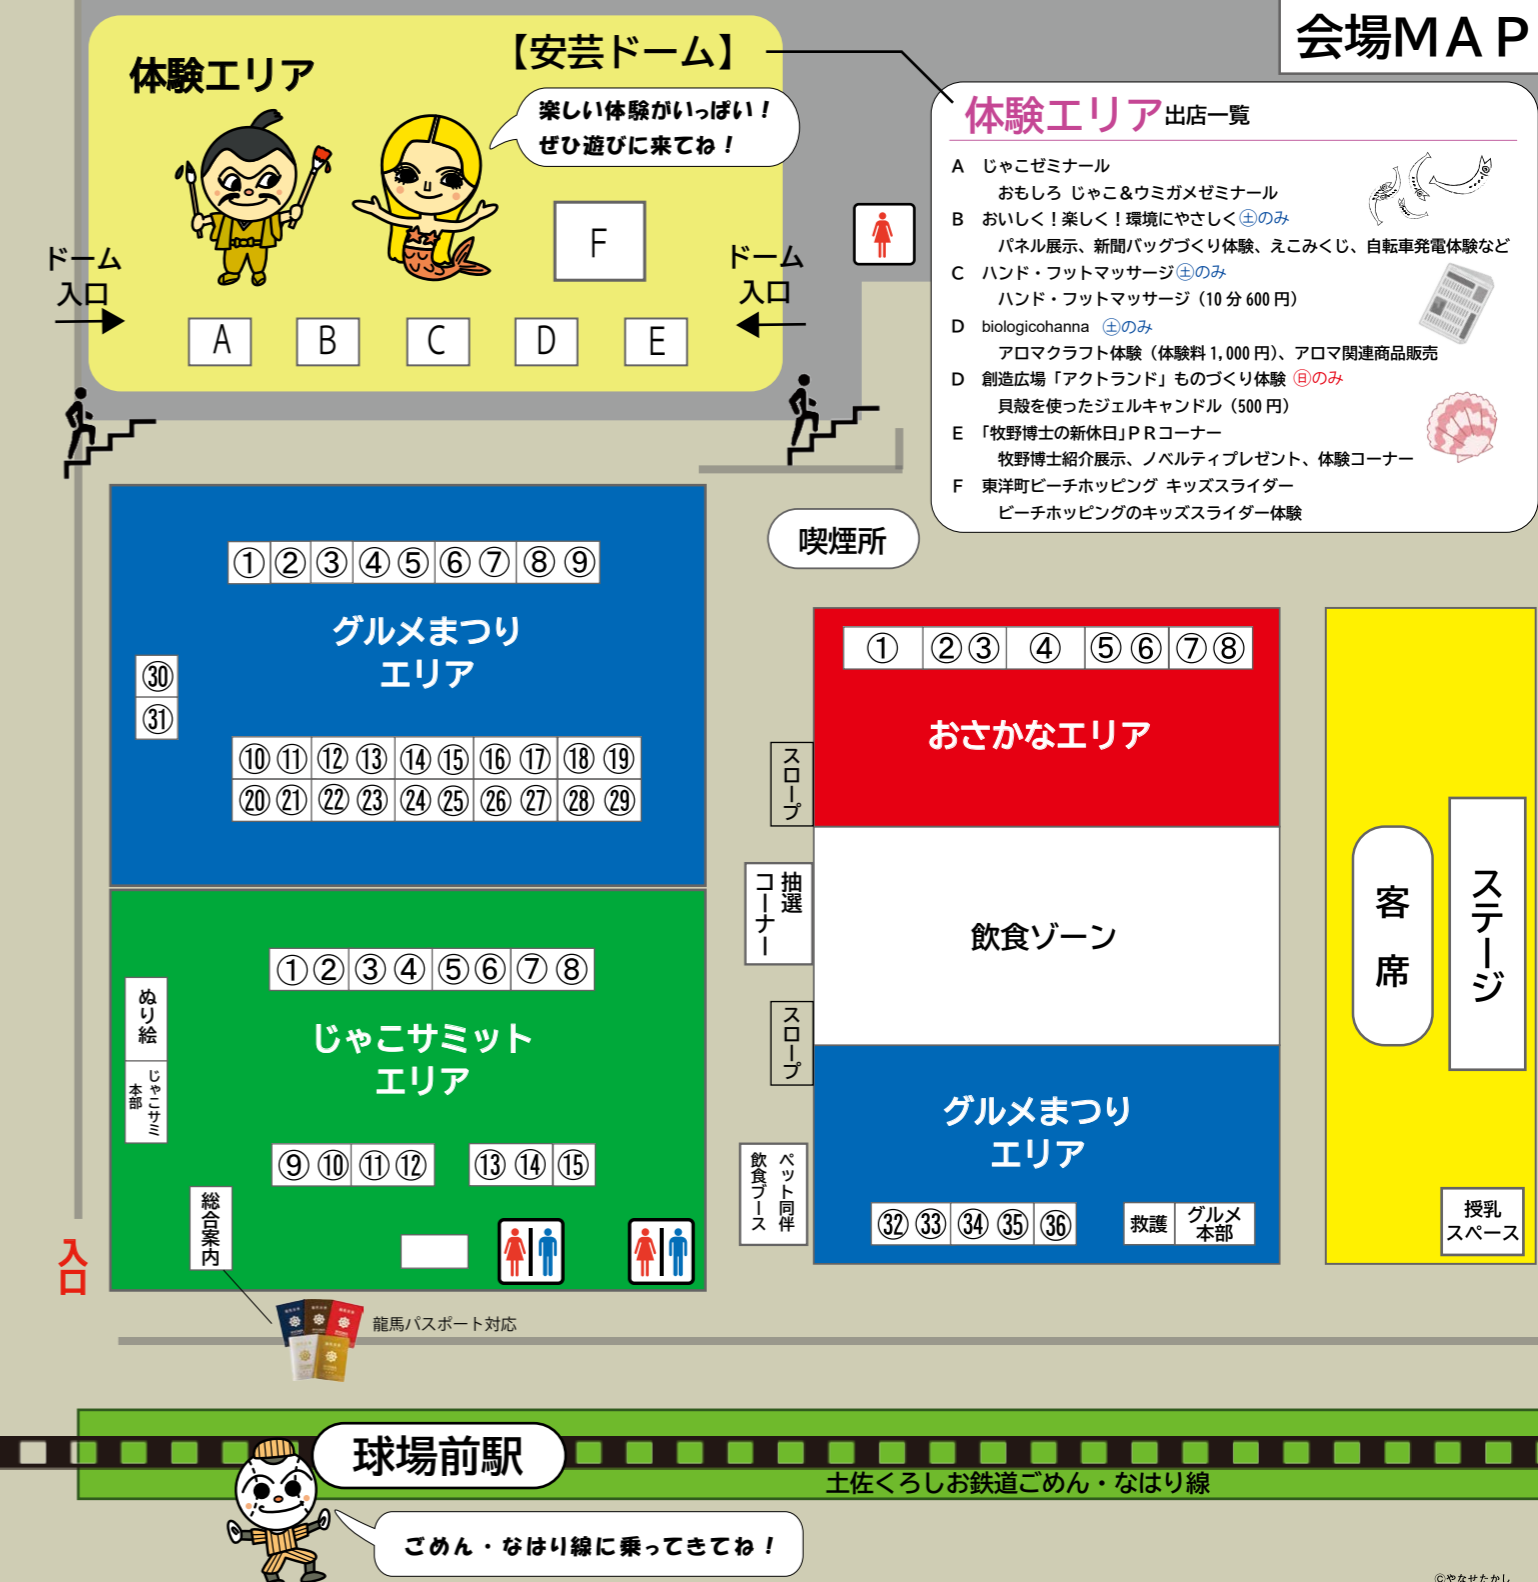 会場ＭＡＰ
体験エリア
【安芸ドーム】
楽しい体験がいっぱい！
ぜひ遊びに来てね！
ドーム
入口
F
ドーム
入口
A
B
C
D
E
体験エリア出店一覧
A じゃこゼミナール
おもしろ じゃこ＆ウミガメゼミナール
B おいしく！楽しく！環境にやさしく㊏のみ
パネル展示、新聞バッグづくり体験、えこみくじ、自転車発電体験など
C ハンド・フットマッサージ㊏のみ
ハンド・フットマッサージ（10分600円）
D biologicohanna ㊏のみ
アロマクラフト体験（体験料1,000円）、アロマ関連商品販売
D 創造広場「アクトランド」ものづくり体験 ㊐のみ
貝殻を使ったジェルキャンドル（500円）
E 「牧野博士の新休日」ＰＲコーナー
牧野博士紹介展示、ノベルティプレゼント、体験コーナー
F 東洋町ビーチホッピング キッズスライダー
ビーチホッピングのキッズスライダー体験
喫煙所
①②③④⑤⑥⑦⑧⑨
グルメまつり
エリア
㉚
㉛
⑩⑪⑫⑬⑭⑮⑯⑰⑱⑲
⑳㉑㉒㉓㉔㉕㉖㉗㉘㉙
①②③④⑤⑥⑦⑧
じゃこサミット
エリア
ぬり絵
じゃこサミ
本部
⑨⑩⑪⑫ ⑬⑭⑮
総合案内
入口
龍馬パスポート対応
①②③④⑤⑥⑦⑧
おさかなエリア
スロープ
抽選
コーナー
飲食ゾーン
スロープ
ペット同伴
飲食ブース
グルメまつり
エリア
㉜㉝㉞㉟㊱
救護
グルメ
本部
客席
ステージ
授乳
スペース
球場前駅
土佐くろしお鉄道ごめん・なはり線
ごめん・なはり線に乗ってきてね！
©やなせたかし